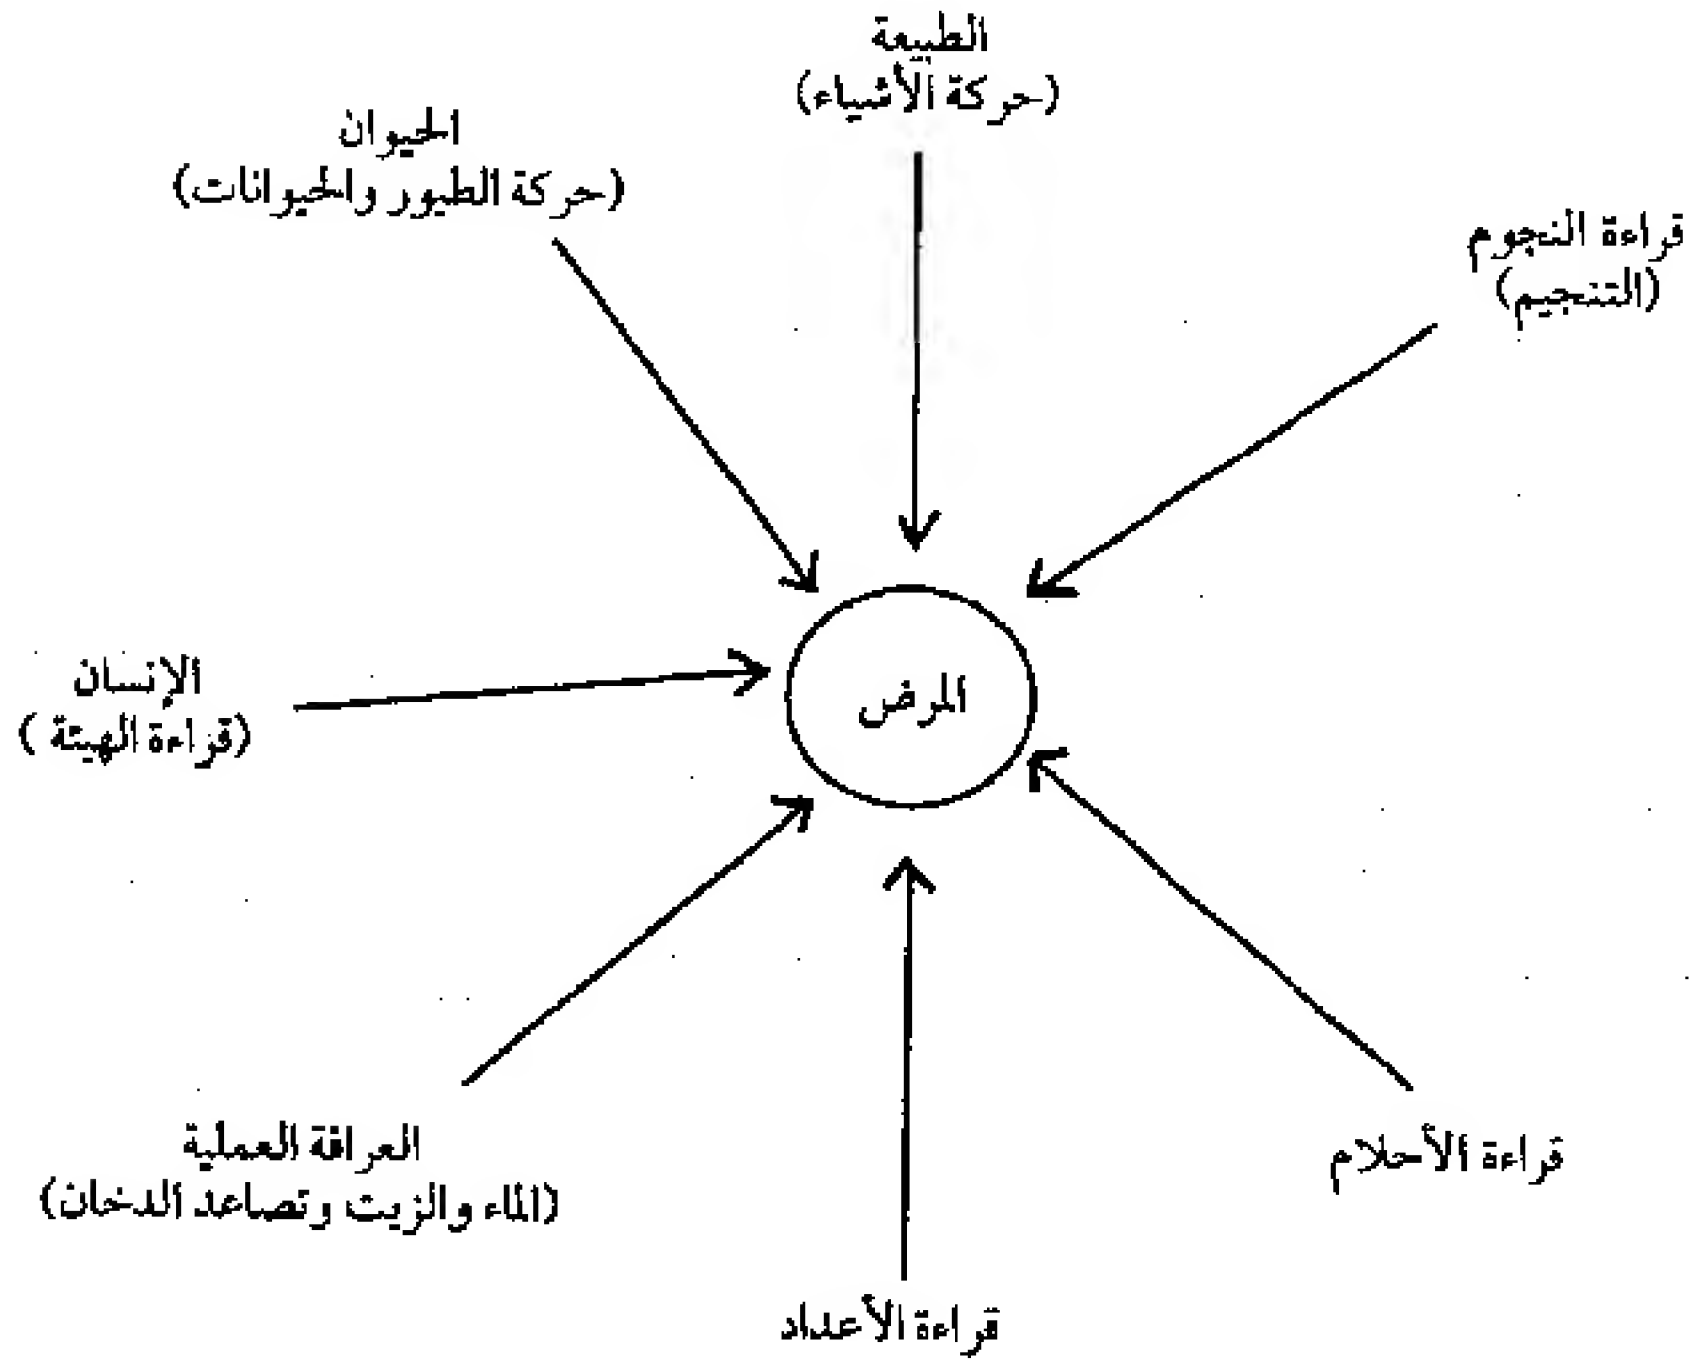 الطبيعة
(حركة الأشياء)
الحيوان
(حركة الطيور والحيوانات)
قراءة النجوم
(التنجيم)
الإنسان
(قراءة الهيئة )
المرض
العرافة العملية
(الماء والزيت وتصاعد الدخان)
قراءة الأحلام
قراءة الأعداد